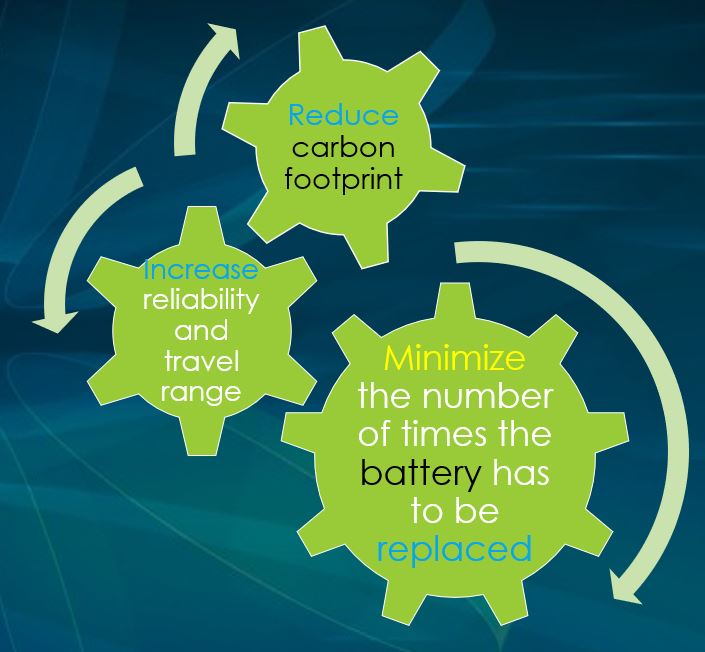 Reduce
carbon
footprint
Increase
reliability
and
travel
range
Minimize
the number
of times the
battery has
to be
replaced